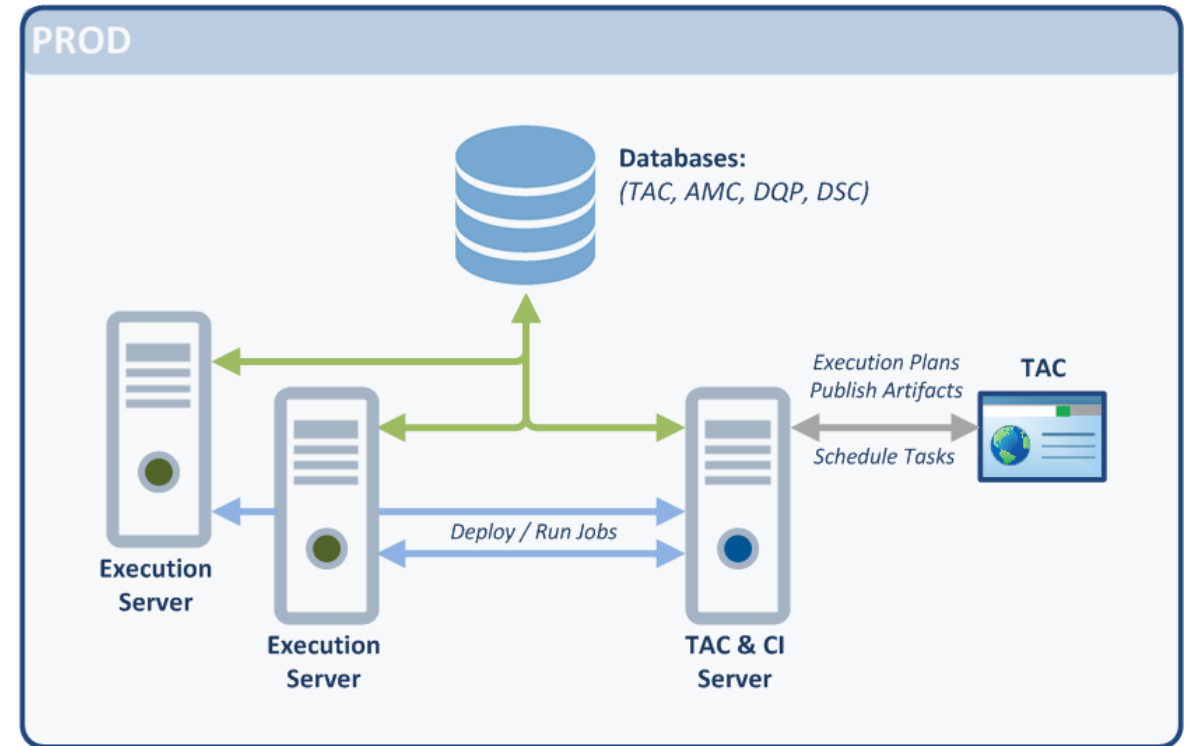 PROD
Databases:
(TAC, AMC, DQP, DSC)
Execution Plans
Publish Artifacts
TAC
Schedule Tasks
Deploy / Run Jobs
Execution
Server
Execution
Server
TAC & CI
Server